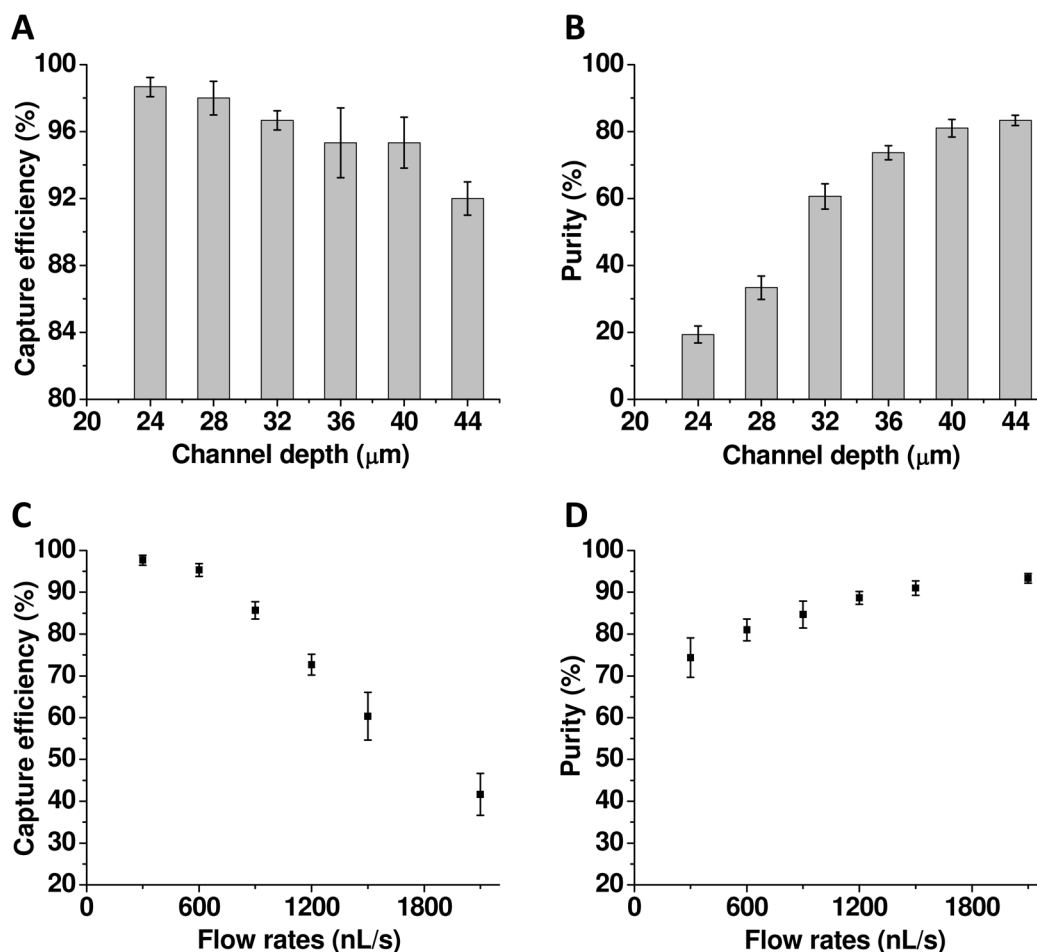 A
Capture efficiency (%)
100
96
92
88
84
80
20 24 28 32 36 40 44
Channel depth (μm)
B
Purity (%)
100
80
60
40
20
0
20 24 28 32 36 40 44
Channel depth (μm)
C
Capture efficiency (%)
100
90
80
70
60
50
40
30
20
0 600 1200 1800
Flow rates (nL/s)
D
Purity (%)
100
90
80
70
60
50
40
30
20
0 600 1200 1800
Flow rates (nL/s)